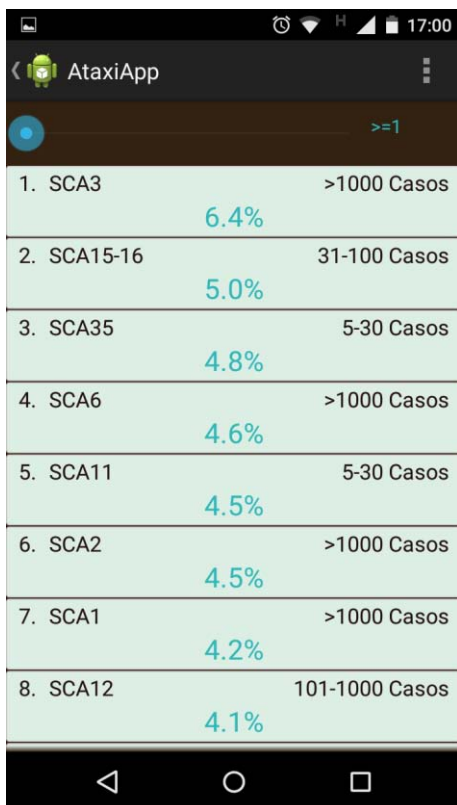 H 17:00
AtaxiApp
>=1
1. SCA3 >1000 Casos
6.4%
2. SCA15-16 31-100 Casos
5.0%
3. SCA35 5-30 Casos
4.8%
4. SCA6 >1000 Casos
4.6%
5. SCA11 5-30 Casos
4.5%
6. SCA2 >1000 Casos
4.5%
7. SCA1 >1000 Casos
4.2%
8. SCA12 101-1000 Casos
4.1%